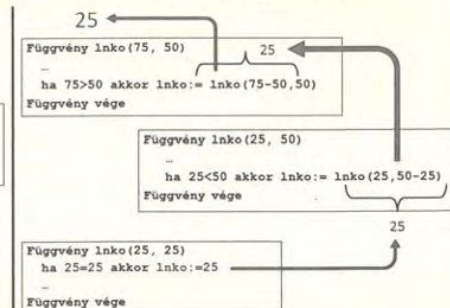 25
Függvény lnko(75, 50)
25
…
ha 75>50 akkor lnko:= lnko(75-50,50)
Függvény vége
Függvény lnko(25, 50)
…
ha 25<50 akkor lnko:= lnko(25,50-25)
Függvény vége
25
Függvény lnko(25, 25)
ha 25=25 akkor lnko:=25
…
Függvény vége